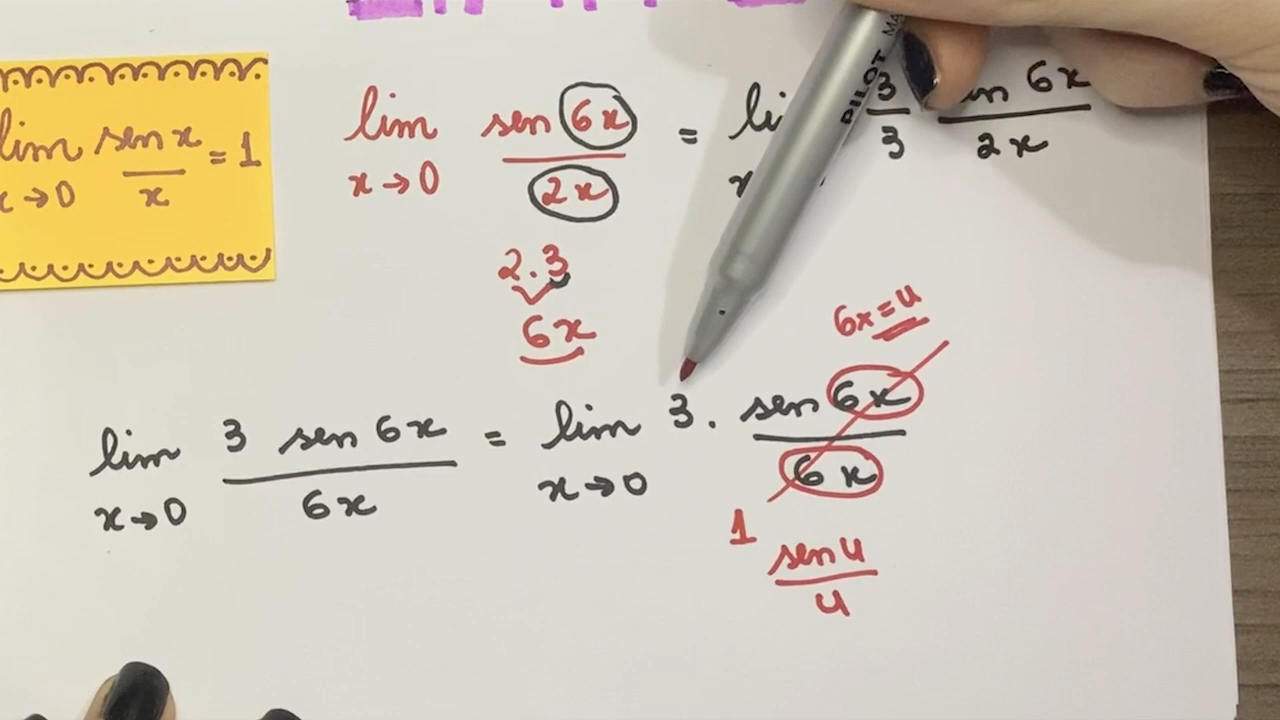 lim sen x / x = 1
x→0
lim sen 6x / 2x = li 3/3 6x / 2x
x→0
2.3
6x
6x = u
lim 3 sen 6x / 6x = lim 3. sen 6x / 6x
x→0 x→0
1 sen u / u
PILOT